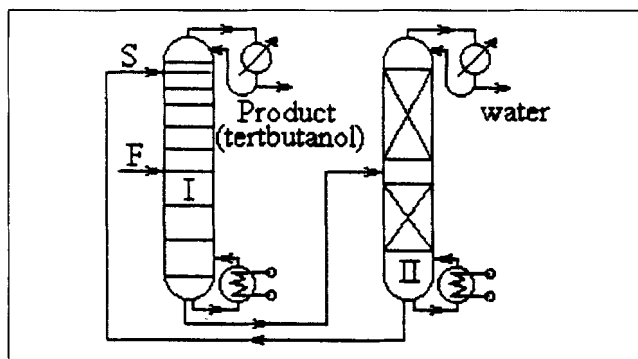 S
Product
(tertbutanol)
water
F
I
II